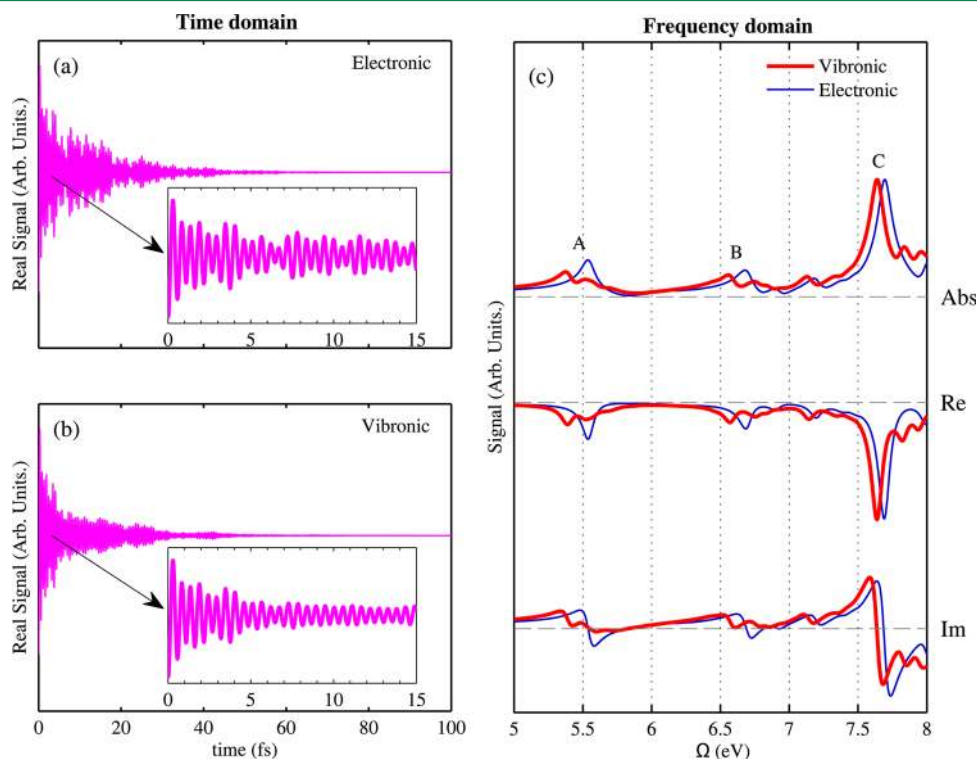 Time domain
Frequency domain
(a)
Electronic
Real Signal (Arb. Units.)
0 5 10 15
(b)
Vibronic
Real Signal (Arb. Units.)
0 5 10 15
0 20 40 60 80 100
time (fs)
(c)
Vibronic
Electronic
A
B
C
Abs
Re
Im
Signal (Arb. Units.)
5 5.5 6 6.5 7 7.5 8
Ω (eV)